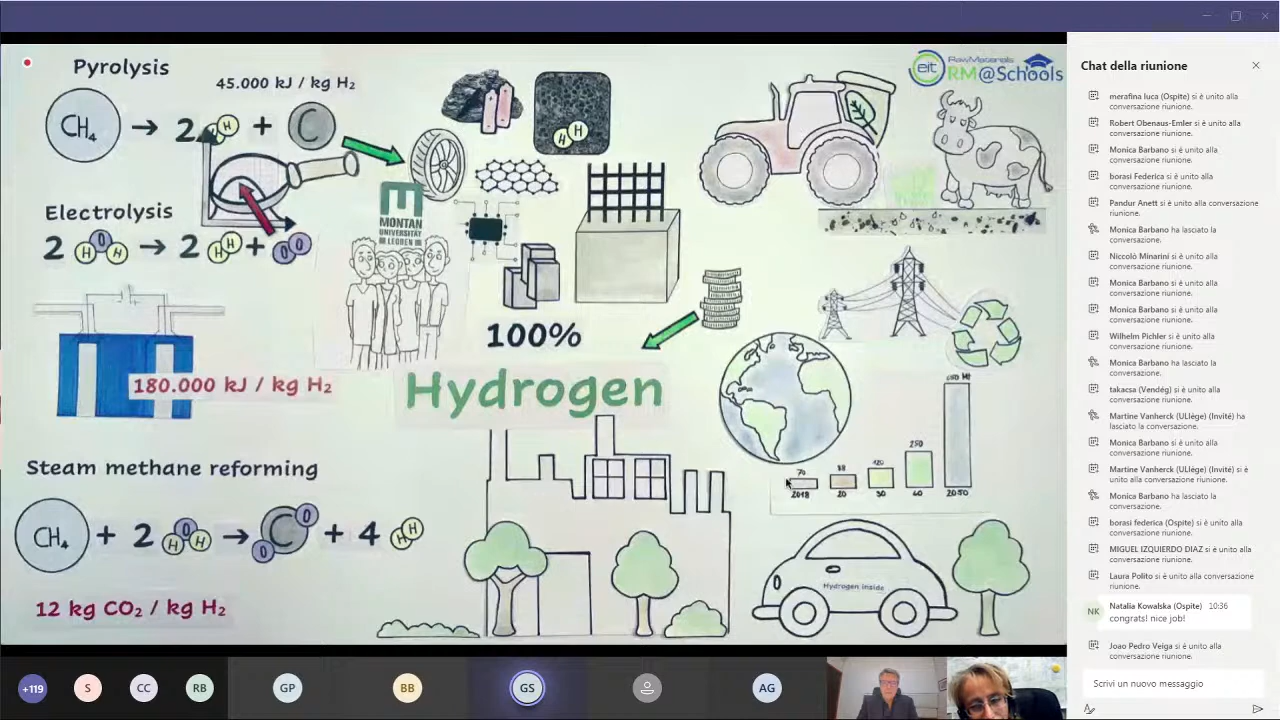 Pyrolysis
45.000 kJ / kg H₂
CH₄ → 2 H H + C
Electrolysis
2 H O H → 2 H H + O O
180.000 kJ / kg H₂
Steam methane reforming
CH₄ + 2 H O H → O C O + 4 H H
12 kg CO₂ / kg H₂
H H
MONTAN
UNIVERSITÄT
LEOBEN
100%
Hydrogen
eit RawMaterials
RM@Schools
70
88
120
250
650 Mt
2018
20
30
40
2050
Hydrogen inside
Chat della riunione
merafina luca (Ospite) si è unito alla
conversazione riunione.
Robert Obenaus-Emler si è unito alla
conversazione riunione.
Monica Barbano si è unito alla
conversazione riunione.
borasi Federica si è unito alla
conversazione riunione.
Pandur Anett si è unito alla conversazione
riunione.
Monica Barbano ha lasciato la
conversazione.
Niccolò Minarini si è unito alla
conversazione riunione.
Monica Barbano si è unito alla
conversazione riunione.
Monica Barbano si è unito alla
conversazione riunione.
Wilhelm Pichler si è unito alla
conversazione riunione.
Monica Barbano ha lasciato la
conversazione.
takacsa (Vendég) si è unito alla
conversazione riunione.
Martine Vanherck (ULiège) (Invité) ha
lasciato la conversazione.
Monica Barbano si è unito alla
conversazione riunione.
Martine Vanherck (ULiège) (Invité) si è
unito alla conversazione riunione.
Monica Barbano ha lasciato la
conversazione.
borasi federica (Ospite) si è unito alla
conversazione riunione.
MIGUEL IZQUIERDO DIAZ si è unito alla
conversazione riunione.
Laura Polito si è unito alla conversazione
riunione.
NK Natalia Kowalska (Ospite) 10:36
congrats! nice job!
Joao Pedro Veiga si è unito alla
conversazione riunione.
Scrivi un nuovo messaggio
+119 S CC RB GP BB GS AG